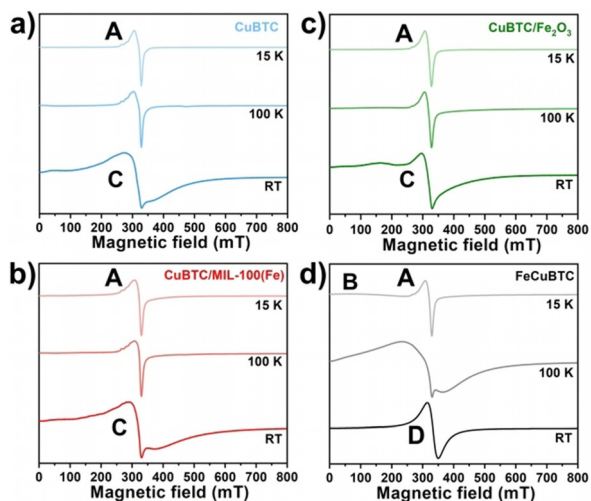 a)
CuBTC
A
15 K
100 K
C
RT
0 100 200 300 400 500 600 700 800
Magnetic field (mT)
c)
CuBTC/Fe₂O₃
A
15 K
100 K
C
RT
0 100 200 300 400 500 600 700 800
Magnetic field (mT)
b)
CuBTC/MIL-100(Fe)
A
15 K
100 K
C
RT
0 100 200 300 400 500 600 700 800
Magnetic field (mT)
d)
FeCuBTC
B A
15 K
100 K
D
RT
0 100 200 300 400 500 600 700 800
Magnetic field (mT)